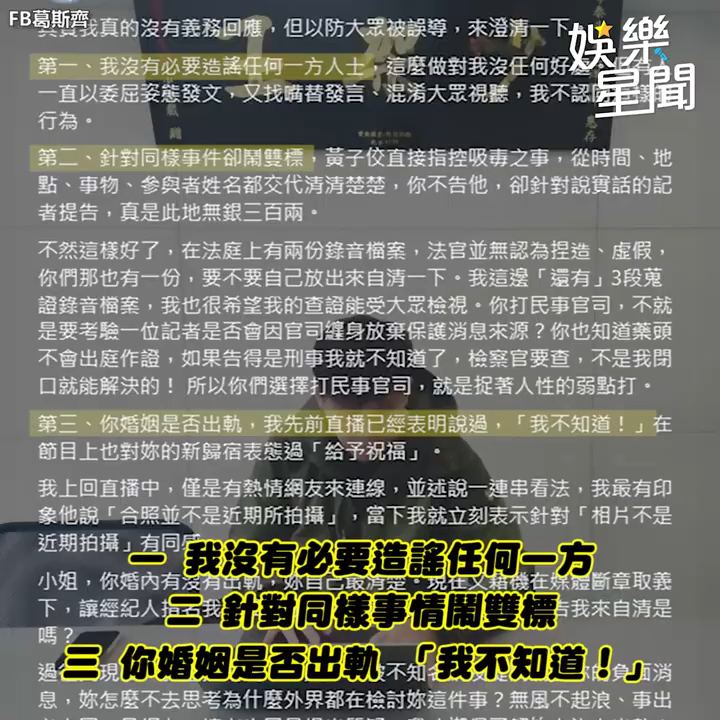 FB葛斯齊
娛樂
星聞
其實我真的沒有義務回應，但以防大眾被誤導，來澄清一下
第一、我沒有必要造謠任何一方人士，這麼做對我沒任何好
一直以委屈姿態發文，又找嘴替發言、混淆大眾視聽，我不認
行為。
第二、針對同樣事件卻鬧雙標，黃子佼直接指控吸毒之事，從時間、地
點、事物、參與者姓名都交代清清楚楚，你不告他，卻針對說實話的記
者提告，真是此地無銀三百兩。
不然這樣好了，在法庭上有兩份錄音檔案，法官並無認為捏造、虛假，
你們那也有一份，要不要自己放出來自清一下。我這邊「還有」3段蒐
證錄音檔案，我也很希望我的查證能受大眾檢視。你打民事官司，不就
是要考驗一位記者是否會因官司纏身放棄保護消息來源？你也知道藥頭
不會出庭作證，如果告得是刑事我就不知道了，檢察官要查，不是我閉
口就能解決的！ 所以你們選擇打民事官司，就是捉著人性的弱點打。
第三、你婚姻是否出軌，我先前直播已經表明說過，「我不知道！」在
節目上也對妳的新歸宿表態過「給予祝福」。
我上回直播中，僅是有熱情網友來連線，並述說一連串看法，我最有印
象他說「合照並不是近期所拍攝」，當下我就立刻表示針對「相片不是
近期拍攝」有同感
一 我沒有必要造謠任何一方
小姐，你婚內有沒有出軌，妳自己最清楚。現在又藉機在媒體斷章取義
下，讓經紀人指名我
告我來自清是
二 針對同樣事情鬧雙標
嗎？
三 你婚姻是否出軌 「我不知道！」
負面消
息，妳怎麼不去思考為什麼外界都在檢討妳這件事？無風不起浪、事出